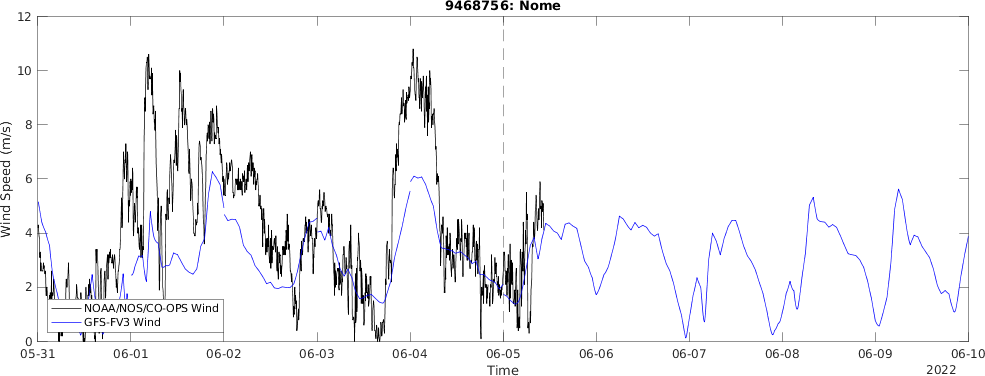 9468756: Nome
Wind Speed (m/s)
12
10
8
6
4
2
0
NOAA/NOS/CO-OPS Wind
GFS-FV3 Wind
05-31 06-01 06-02 06-03 06-04 06-05 06-06 06-07 06-08 06-09 06-10
Time
2022